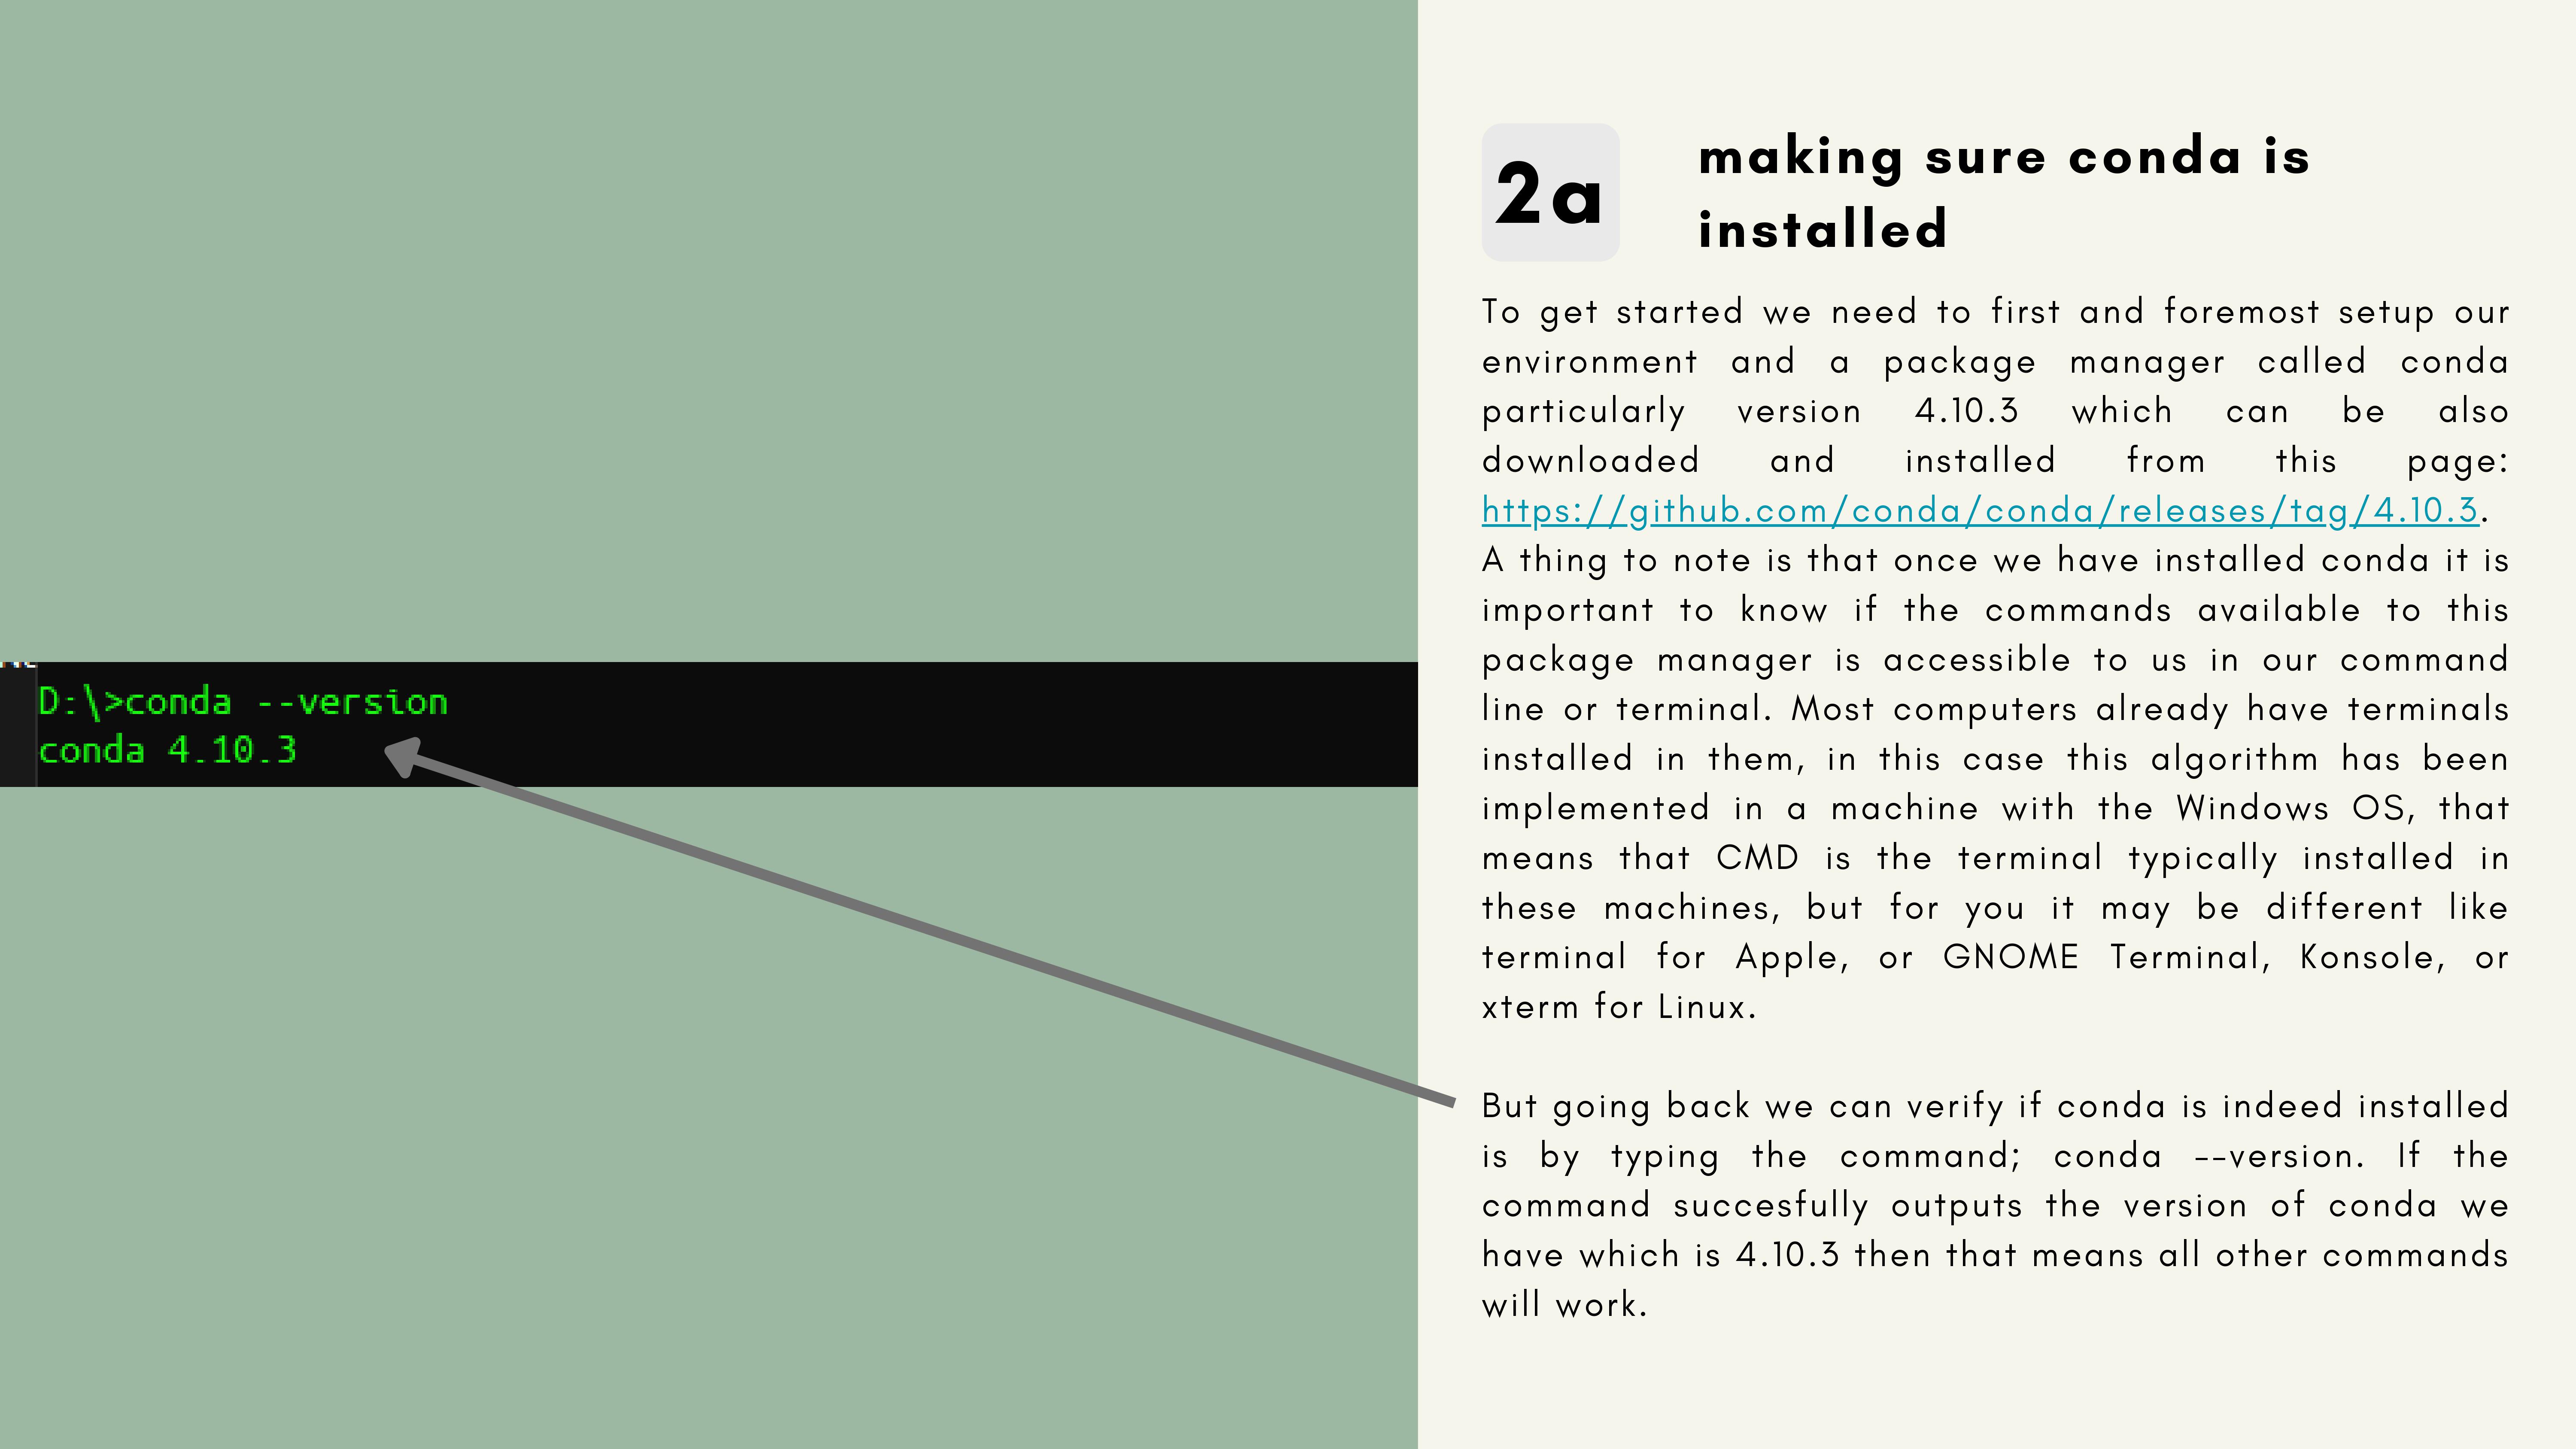 D:\>conda --version
conda 4.10.3
2a
making sure conda is
installed
To get started we need to first and foremost setup our
environment and a package manager called conda
particularly version 4.10.3 which can be also
downloaded and installed from this page:
https://github.com/conda/conda/releases/tag/4.10.3.
A thing to note is that once we have installed conda it is
important to know if the commands available to this
package manager is accessible to us in our command
line or terminal. Most computers already have terminals
installed in them, in this case this algorithm has been
implemented in a machine with the Windows OS, that
means that CMD is the terminal typically installed in
these machines, but for you it may be different like
terminal for Apple, or GNOME Terminal, Konsole, or
xterm for Linux.
But going back we can verify if conda is indeed installed
is by typing the command; conda --version. If the
command succesfully outputs the version of conda we
have which is 4.10.3 then that means all other commands
will work.